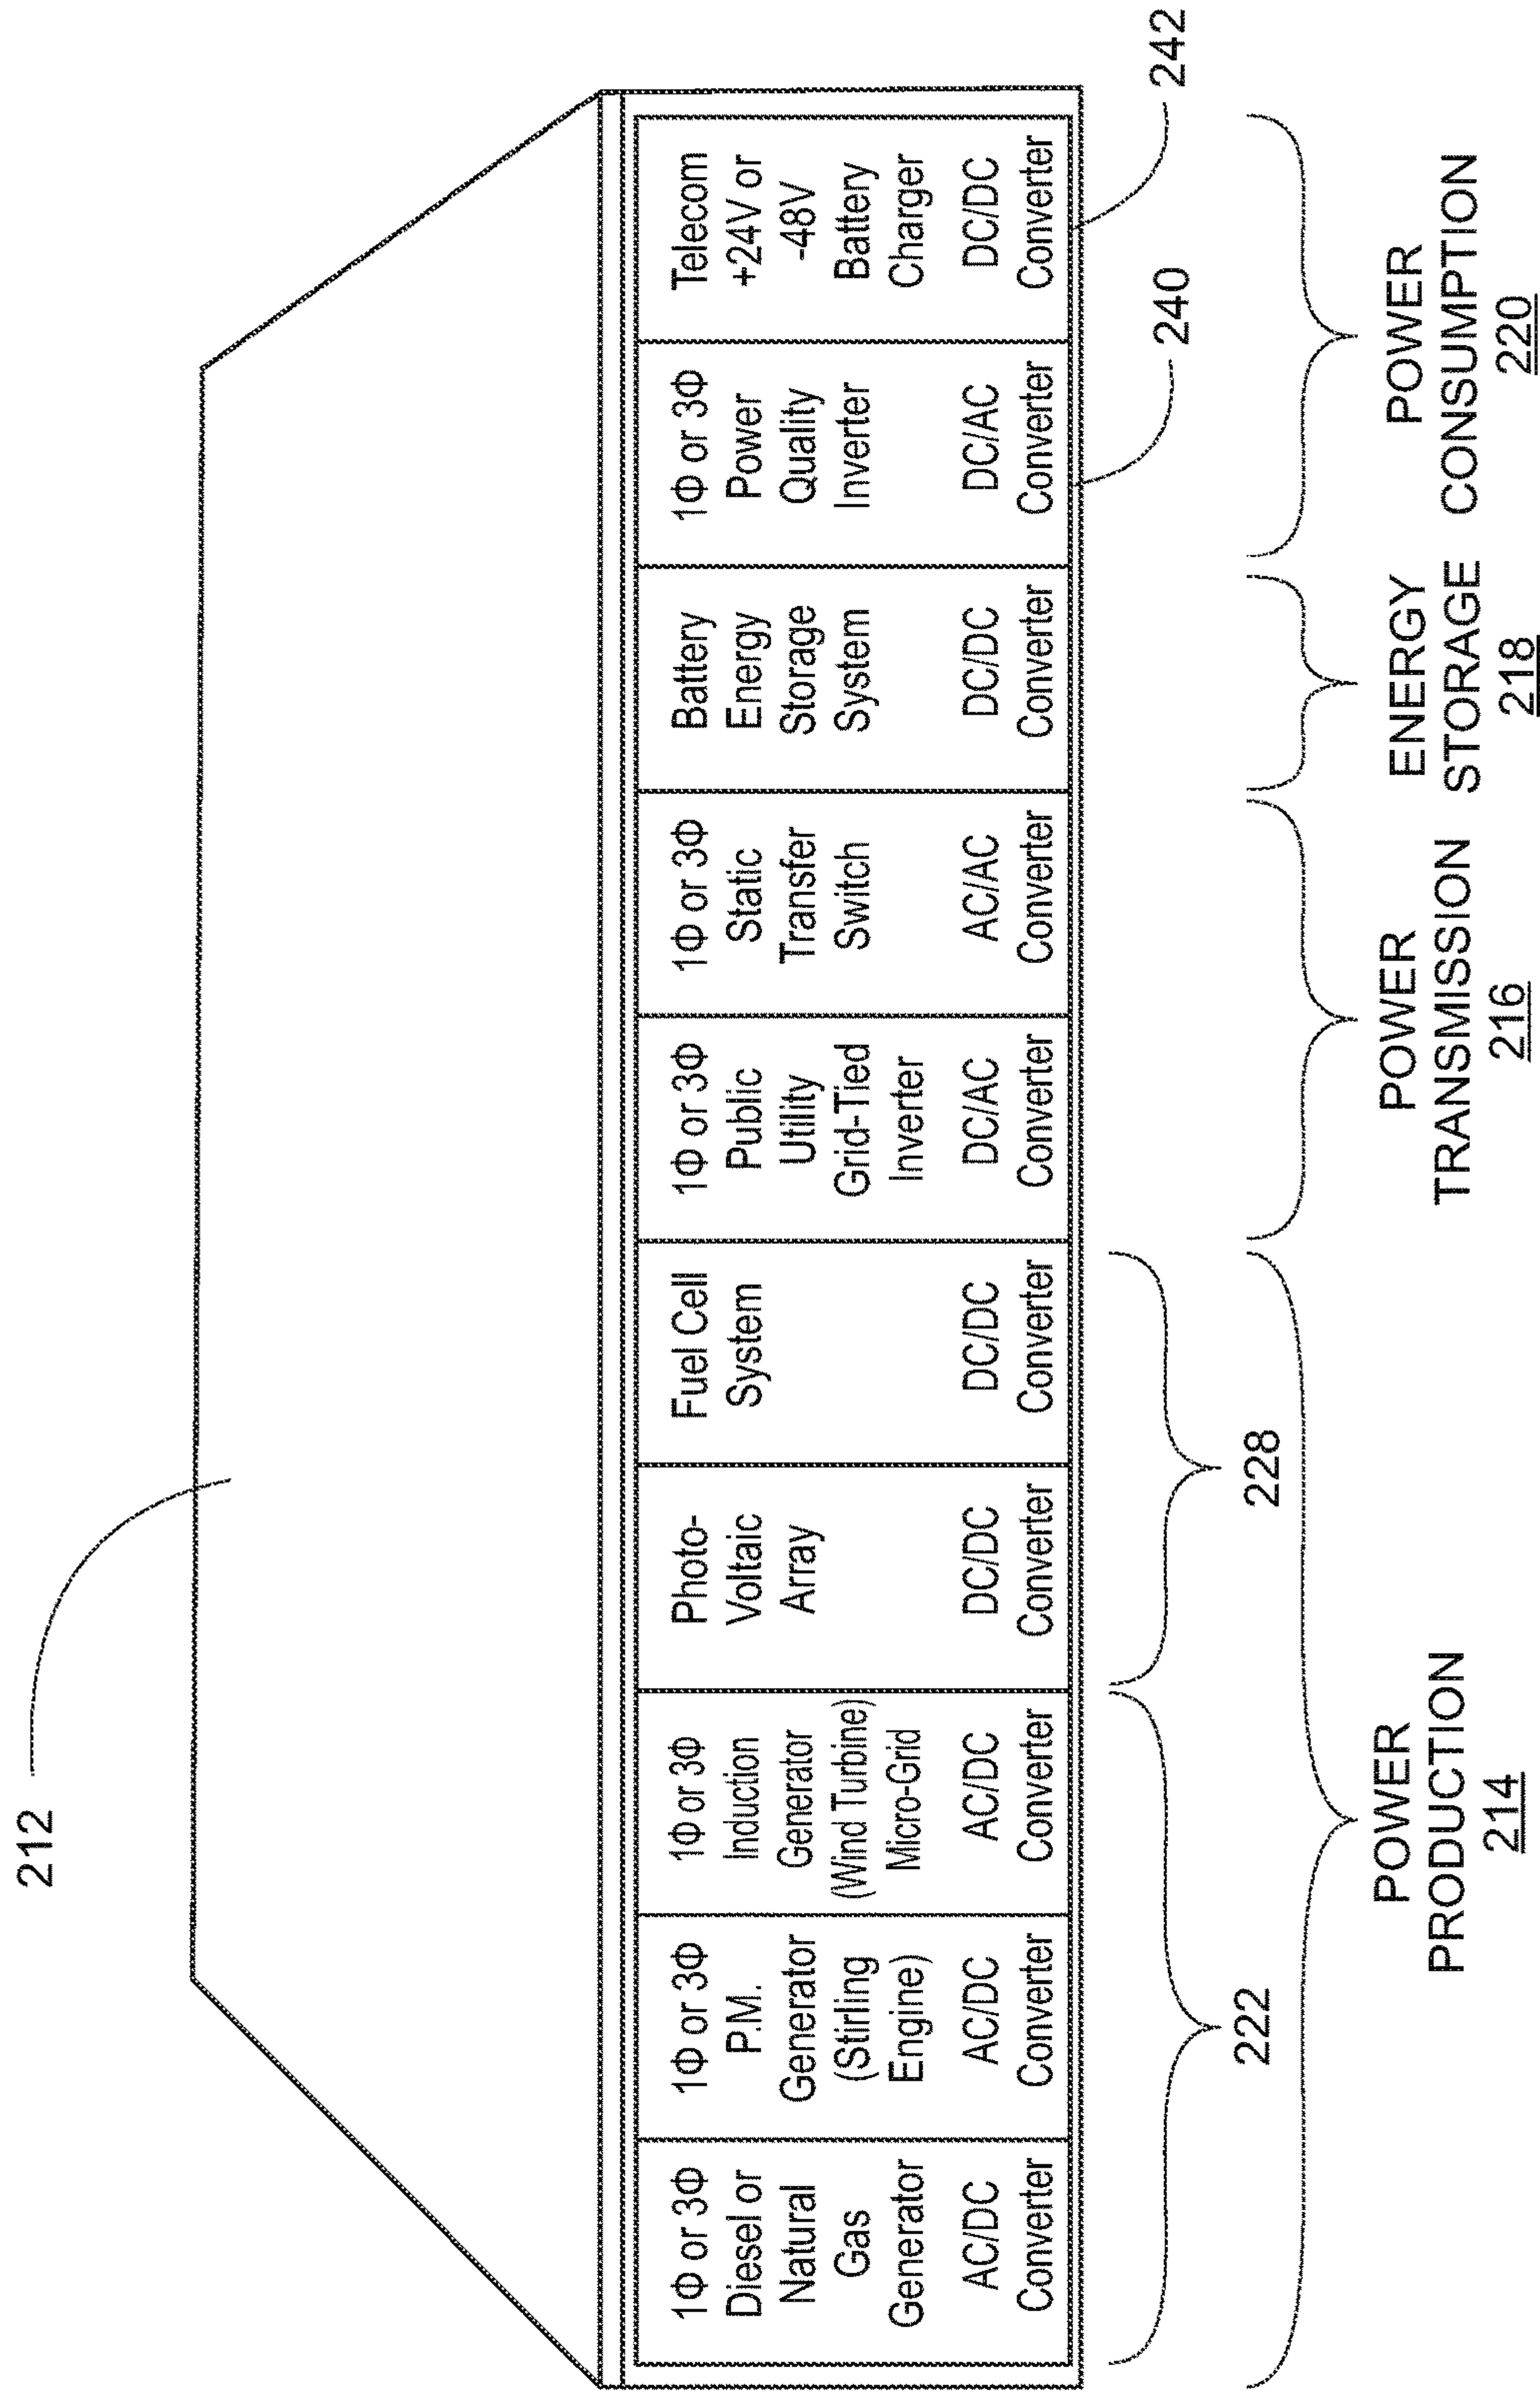 212
1Φ or 3Φ
Diesel or
Natural
Gas
Generator
AC/DC
Converter
1Φ or 3Φ
P.M.
Generator
(Stirling
Engine)
AC/DC
Converter
1Φ or 3Φ
Induction
Generator
(Wind Turbine)
Micro-Grid
AC/DC
Converter
Photo-
Voltaic
Array
DC/DC
Converter
Fuel Cell
System
DC/DC
Converter
1Φ or 3Φ
Public
Utility
Grid-Tied
Inverter
DC/AC
Converter
1Φ or 3Φ
Static
Transfer
Switch
AC/AC
Converter
Battery
Energy
Storage
System
DC/DC
Converter
1Φ or 3Φ
Power
Quality
Inverter
DC/AC
Converter
Telecom
+24V or
-48V
Battery
Charger
DC/DC
Converter
222
228
240
242
POWER
PRODUCTION
214
POWER
TRANSMISSION
216
ENERGY
STORAGE
218
POWER
CONSUMPTION
220